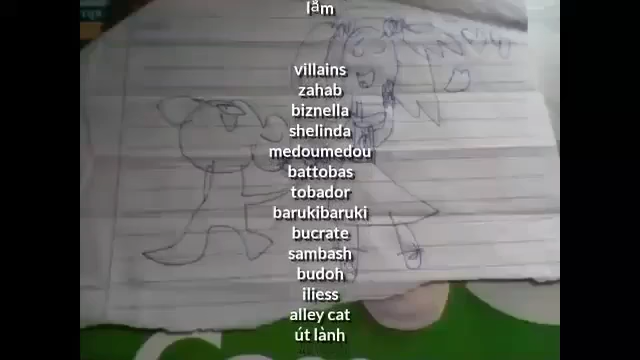 lắm
villains
zahab
biznella
shelinda
medoumedou
battobas
tobador
barukibaruki
bucrate
sambash
budoh
iliess
alley cat
út lành